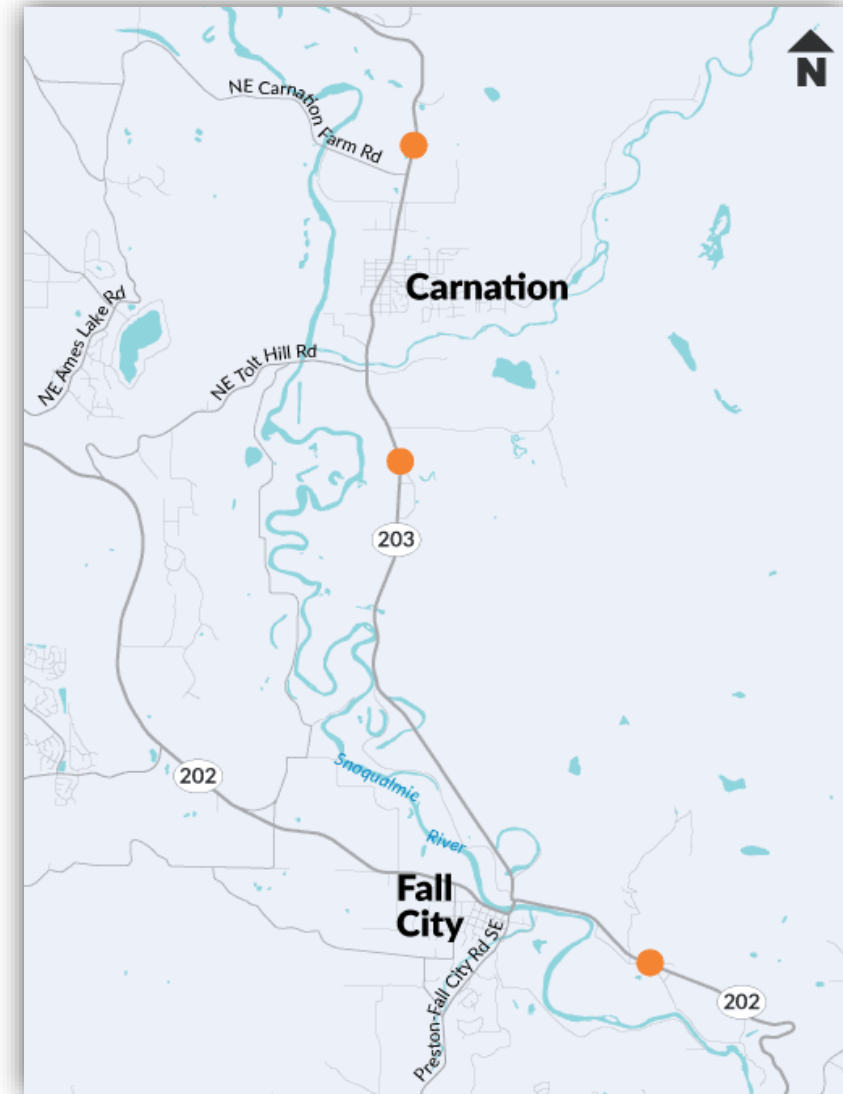 N
NE Carnation Farm Rd
Carnation
NE Ames Lake Rd
NE Tolt Hill Rd
203
202
Snoqualmie
River
Fall
City
Preston-Fall City Rd SE
202